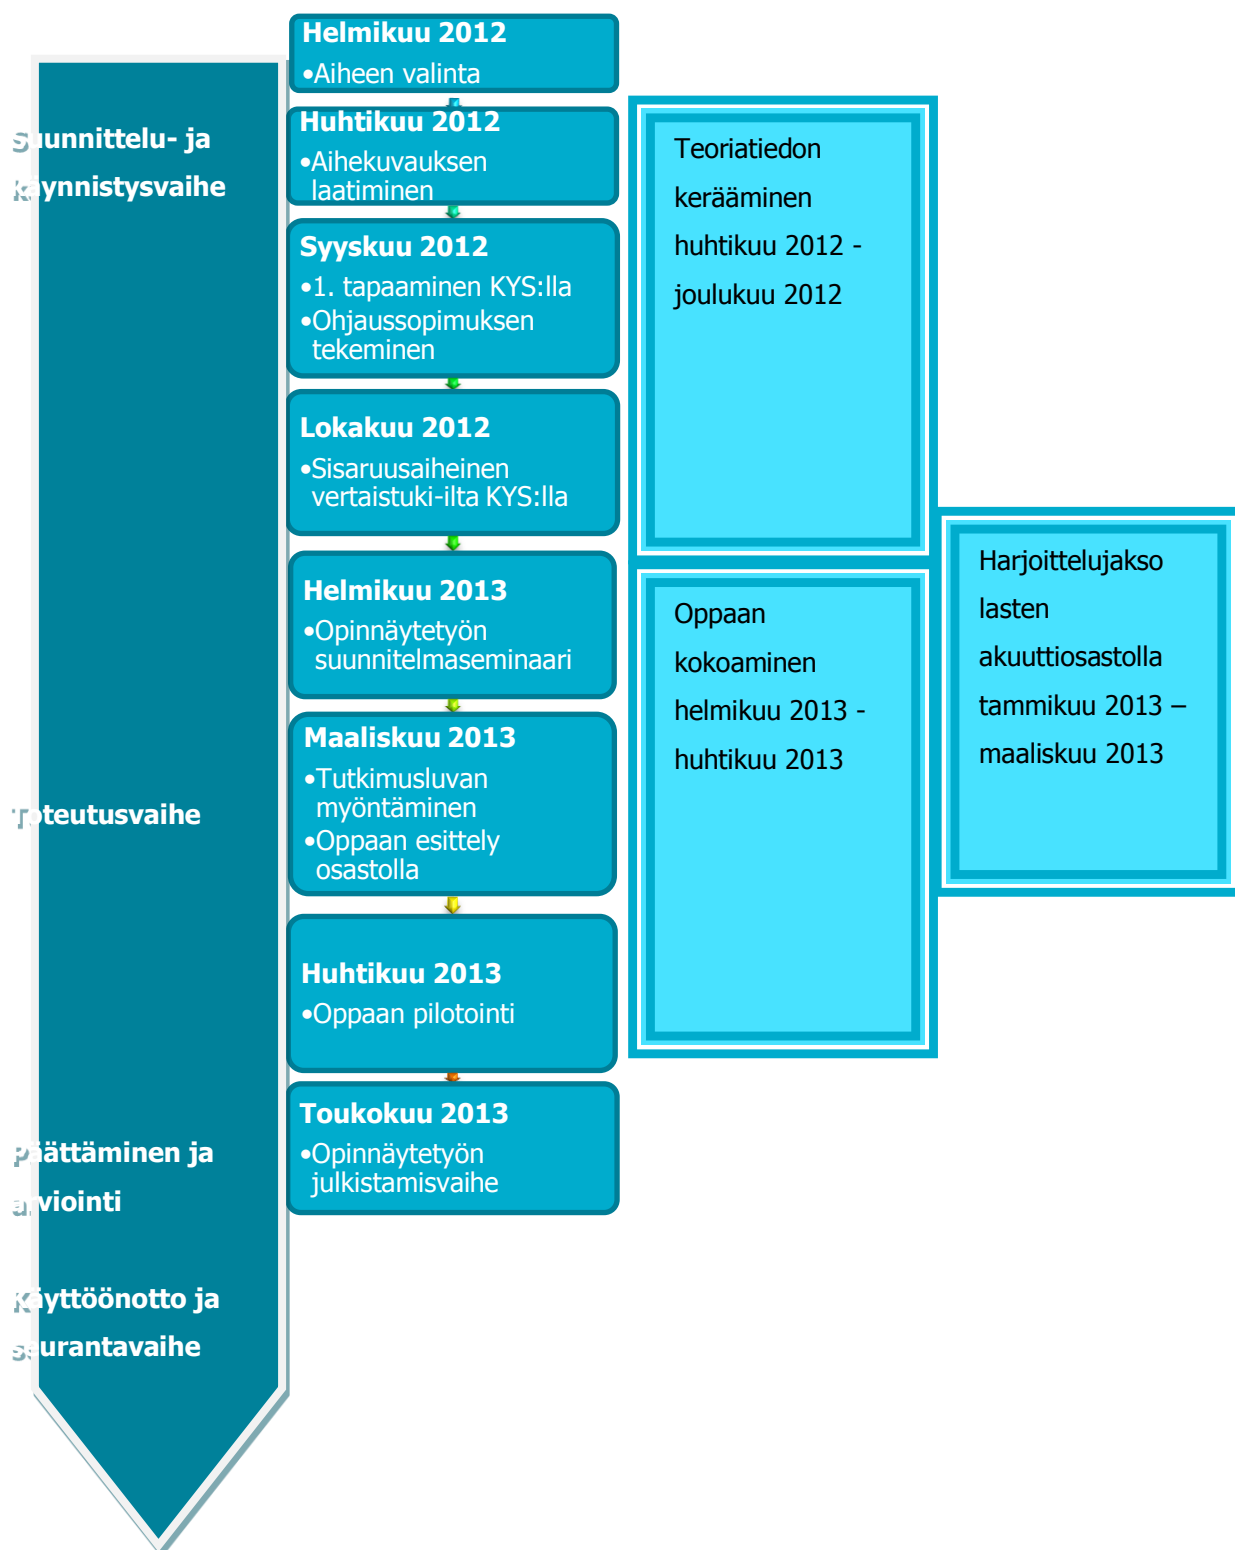 Suunnittelu- ja
käynnistysvaihe
Toteutusvaihe
Päättäminen ja
arviointi
Käyttöönotto ja
seurantavaihe
Helmikuu 2012
•Aiheen valinta
Huhtikuu 2012
•Aihekuvauksen
laatiminen
Syyskuu 2012
•1. tapaaminen KYS:lla
•Ohjaussopimuksen
tekeminen
Lokakuu 2012
•Sisaruusaiheinen
vertaistuki-ilta KYS:lla
Helmikuu 2013
•Opinnäytetyön
suunnitelmaseminaari
Maaliskuu 2013
•Tutkimusluvan
myöntäminen
•Oppaan esittely
osastolla
Huhtikuu 2013
•Oppaan pilotointi
Toukokuu 2013
•Opinnäytetyön
julkistamisvaihe
Teoriatiedon
kerääminen
huhtikuu 2012 -
joulukuu 2012
Oppaan
kokoaminen
helmikuu 2013 -
huhtikuu 2013
Harjoittelujakso
lasten
akuuttiosastolla
tammikuu 2013 –
maaliskuu 2013